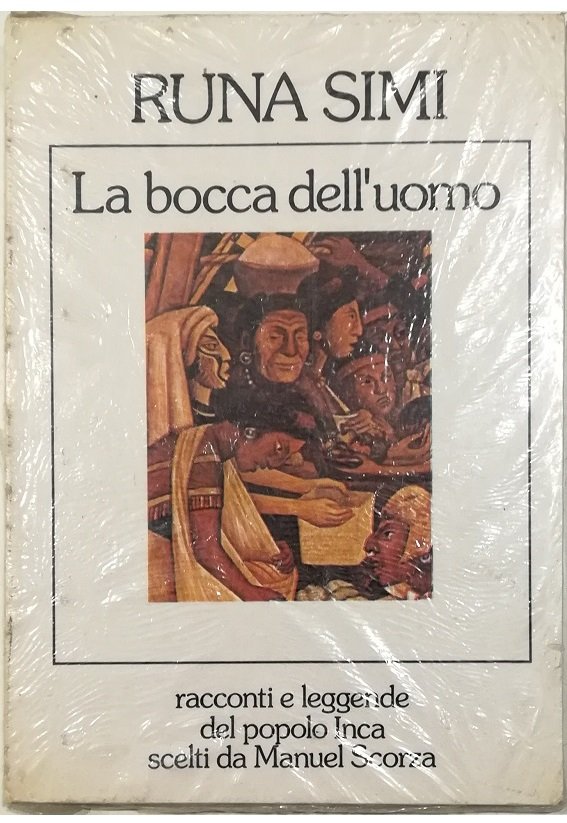 RUNA SIMI
La bocca dell'uomo
racconti e leggende
del popolo Inca
scelti da Manuel Scorza